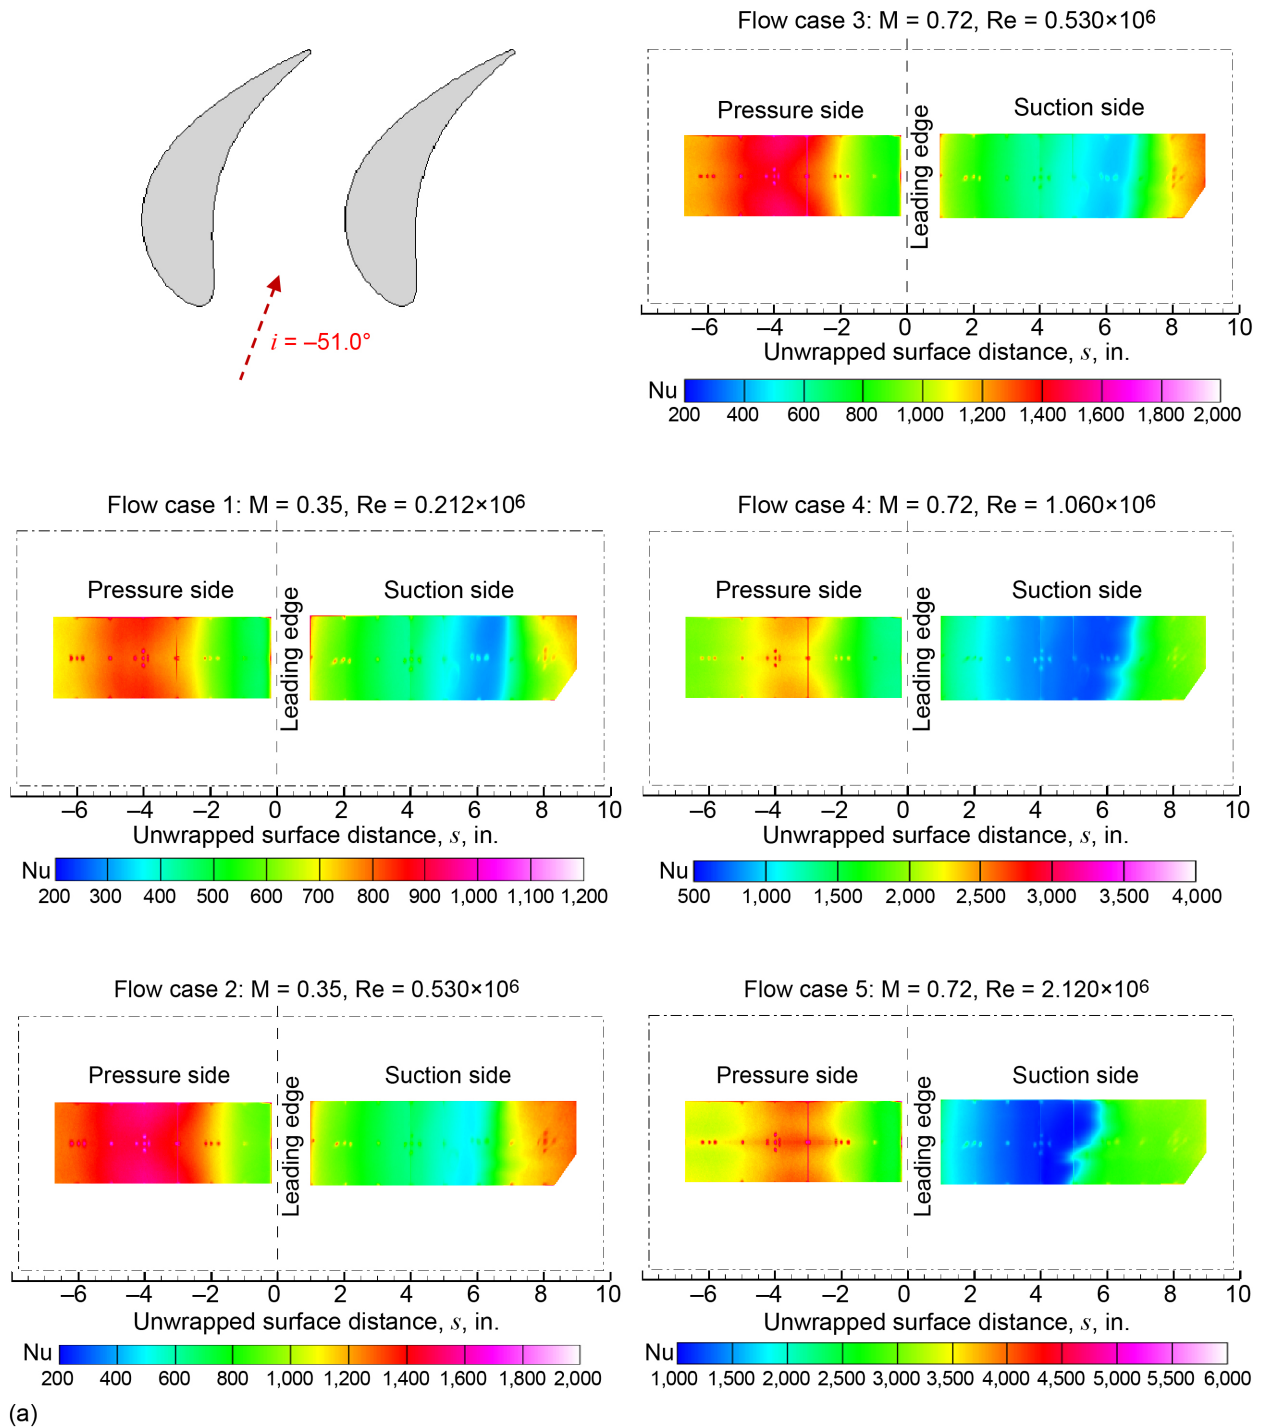 i = –51.0°
Flow case 3: M = 0.72, Re = 0.530×10⁶
Pressure side
Leading edge
Suction side
–6 –4 –2 0 2 4 6 8 10
Unwrapped surface distance, s, in.
Nu
200 400 600 800 1,000 1,200 1,400 1,600 1,800 2,000
Flow case 1: M = 0.35, Re = 0.212×10⁶
Pressure side
Leading edge
Suction side
–6 –4 –2 0 2 4 6 8 10
Unwrapped surface distance, s, in.
Nu
200 300 400 500 600 700 800 900 1,000 1,100 1,200
Flow case 4: M = 0.72, Re = 1.060×10⁶
Pressure side
Leading edge
Suction side
–6 –4 –2 0 2 4 6 8 10
Unwrapped surface distance, s, in.
Nu
500 1,000 1,500 2,000 2,500 3,000 3,500 4,000
Flow case 2: M = 0.35, Re = 0.530×10⁶
Pressure side
Leading edge
Suction side
–6 –4 –2 0 2 4 6 8 10
Unwrapped surface distance, s, in.
Nu
200 400 600 800 1,000 1,200 1,400 1,600 1,800 2,000
Flow case 5: M = 0.72, Re = 2.120×10⁶
Pressure side
Leading edge
Suction side
–6 –4 –2 0 2 4 6 8 10
Unwrapped surface distance, s, in.
Nu
1,000 1,500 2,000 2,500 3,000 3,500 4,000 4,500 5,000 5,500 6,000
(a)